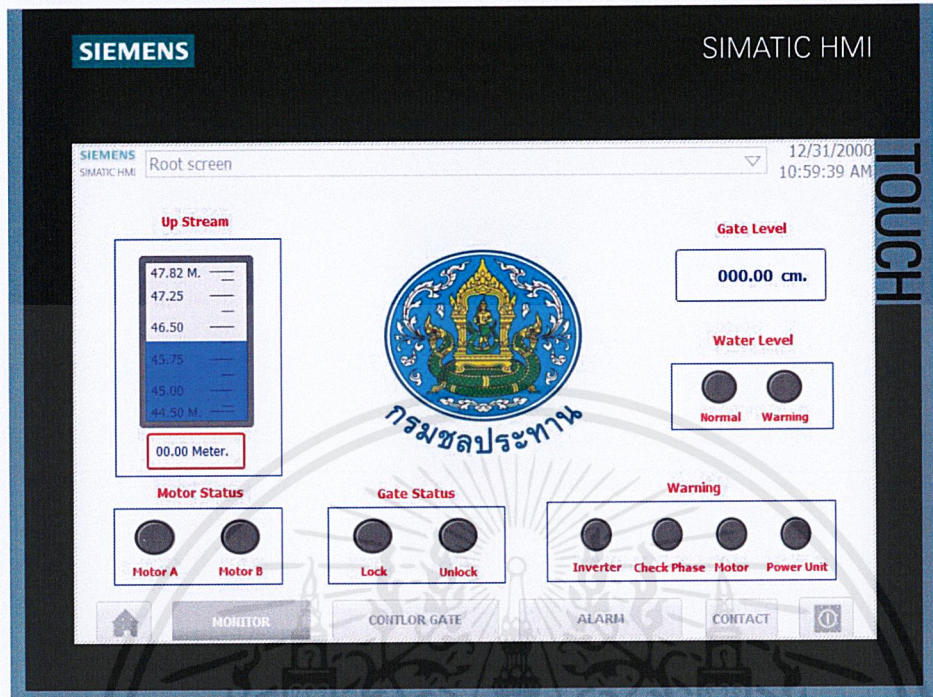 SIEMENS
SIMATIC HMI
TOUCH
SIEMENS
SIMATIC HMI
Root screen
12/31/2000
10:59:39 AM
Up Stream
47.82 M.
47.25
46.50
45.75
45.00
44.50 M.
00.00 Meter.
กรมชลประทาน
Gate Level
000.00 cm.
Water Level
Normal Warning
Motor Status
Motor A Motor B
Gate Status
Lock Unlock
Warning
Inverter Check Phase Motor Power Unit
MONITOR CONTLOR GATE ALARM CONTACT